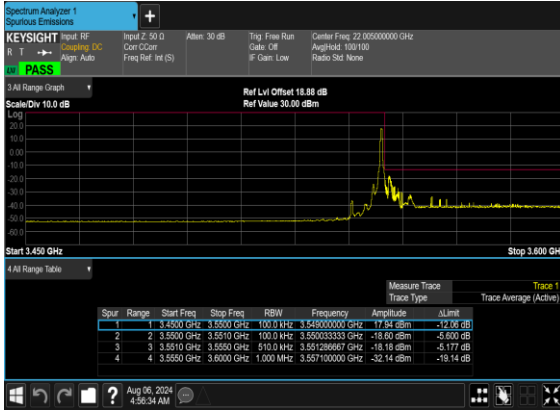 Spectrum Analyzer 1
Spurious Emissions
+
KEYSIGHT Input: RF Input Z: 50 Ω Atten: 30 dB Trig: Free Run Center Freq: 22.005000000 GHz
R T Coupling: DC Corr CCorr Gate: Off Avg|Hold: 100/100
Align: Auto Freq Ref: Int (S) IF Gain: Low Radio Std: None
PASS
3 All Range Graph
Ref Lvl Offset 18.88 dB
Scale/Div 10.0 dB Ref Value 30.00 dBm
Log
20.0
10.0
0.00
-10.0
-20.0
-30.0
-40.0
-50.0
-60.0
Start 3.450 GHz Stop 3.600 GH
4 All Range Table
Measure Trace Trace 1
Trace Type Trace Average (Active)
Spur Range Start Freq Stop Freq RBW Frequency Amplitude ΔLimit
1 1 3.4500 GHz 3.5500 GHz 100.0 kHz 3.549000000 GHz 17.94 dBm -12.06 dB
2 2 3.5500 GHz 3.5510 GHz 100.0 kHz 3.550033333 GHz -18.60 dBm -5.600 dB
3 3 3.5510 GHz 3.5550 GHz 510.0 kHz 3.551286667 GHz -18.18 dBm -5.177 dB
4 4 3.5550 GHz 3.6000 GHz 1.000 MHz 3.557100000 GHz -32.14 dBm -19.14 dB
? Aug 06, 2024
4:56:34 AM